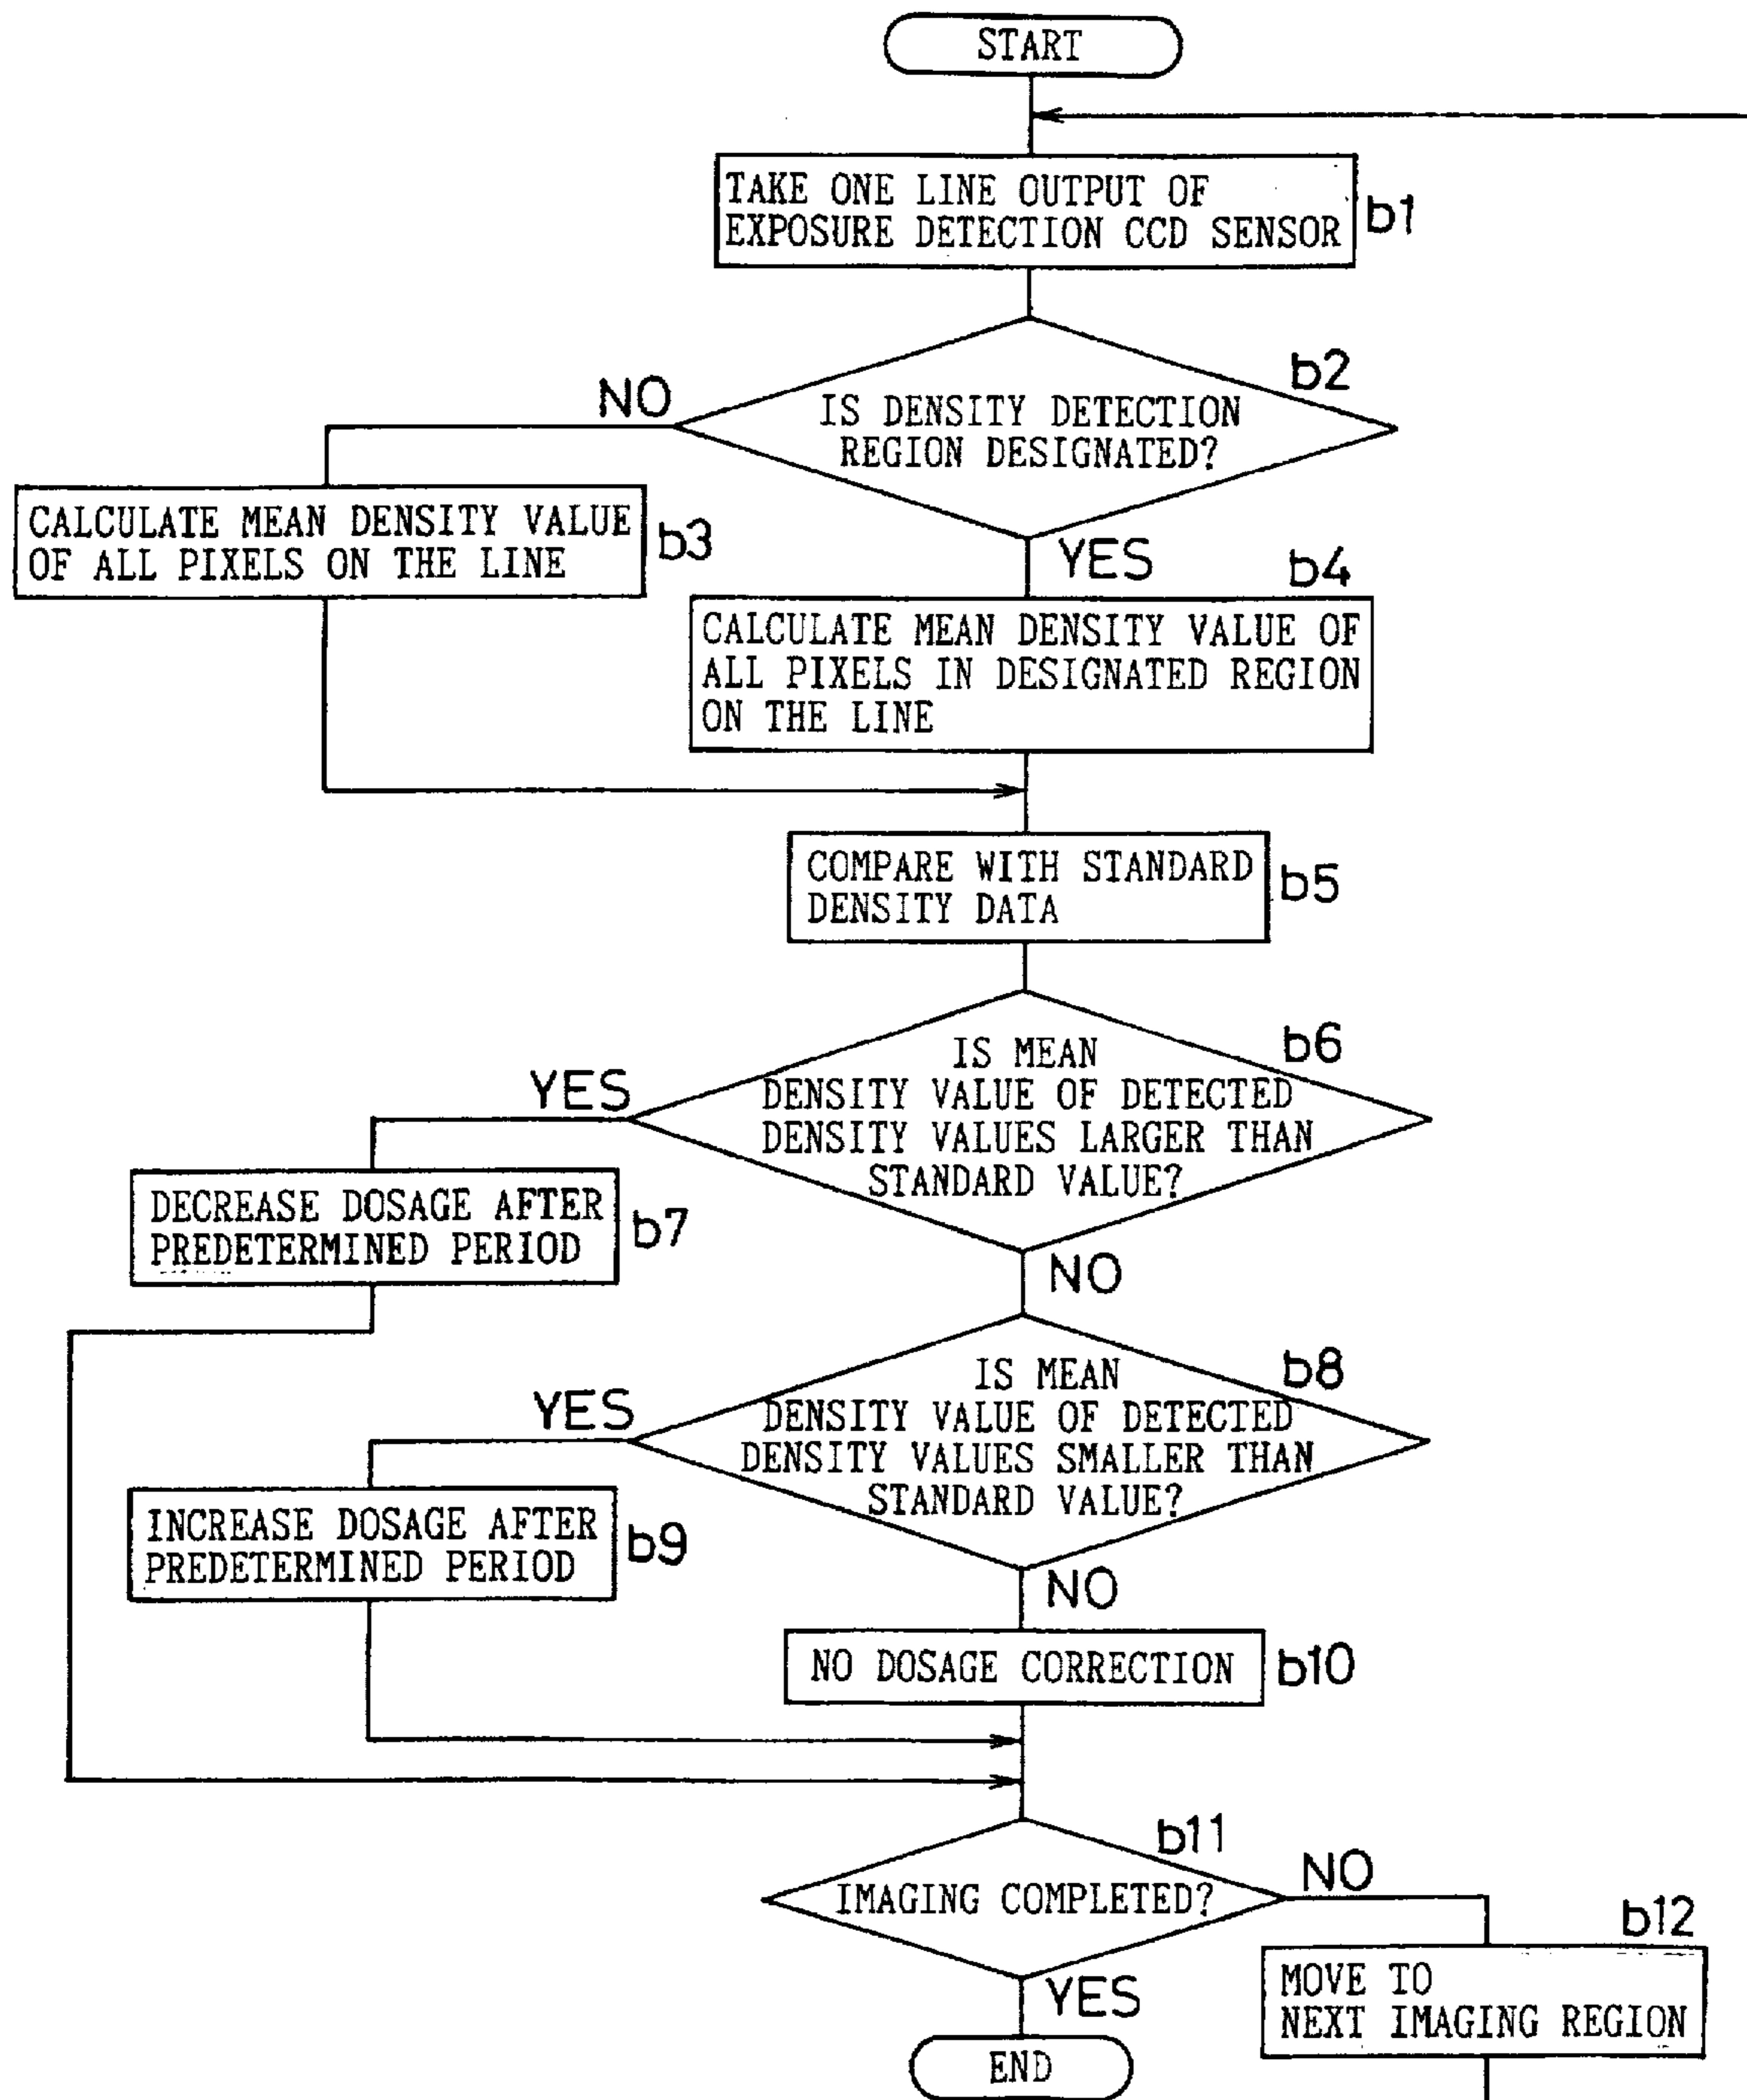 START
TAKE ONE LINE OUTPUT OF
EXPOSURE DETECTION CCD SENSOR
b1
b2
NO
IS DENSITY DETECTION
REGION DESIGNATED?
CALCULATE MEAN DENSITY VALUE
OF ALL PIXELS ON THE LINE
b3
YES
b4
CALCULATE MEAN DENSITY VALUE OF
ALL PIXELS IN DESIGNATED REGION
ON THE LINE
COMPARE WITH STANDARD
DENSITY DATA
b5
b6
YES
IS MEAN
DENSITY VALUE OF DETECTED
DENSITY VALUES LARGER THAN
STANDARD VALUE?
DECREASE DOSAGE AFTER
PREDETERMINED PERIOD
b7
NO
b8
YES
IS MEAN
DENSITY VALUE OF DETECTED
DENSITY VALUES SMALLER THAN
STANDARD VALUE?
INCREASE DOSAGE AFTER
PREDETERMINED PERIOD
b9
NO
NO DOSAGE CORRECTION
b10
b11
IMAGING COMPLETED?
NO
b12
YES
MOVE TO
NEXT IMAGING REGION
END